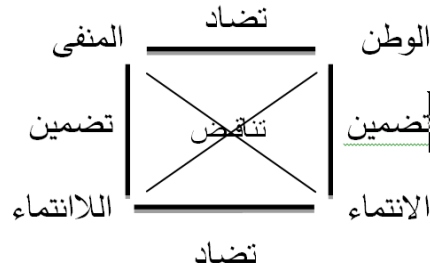 تضاد
الوطن المنفى
تضمين تناقض تضمين
الانتماء اللاانتماء
تضاد